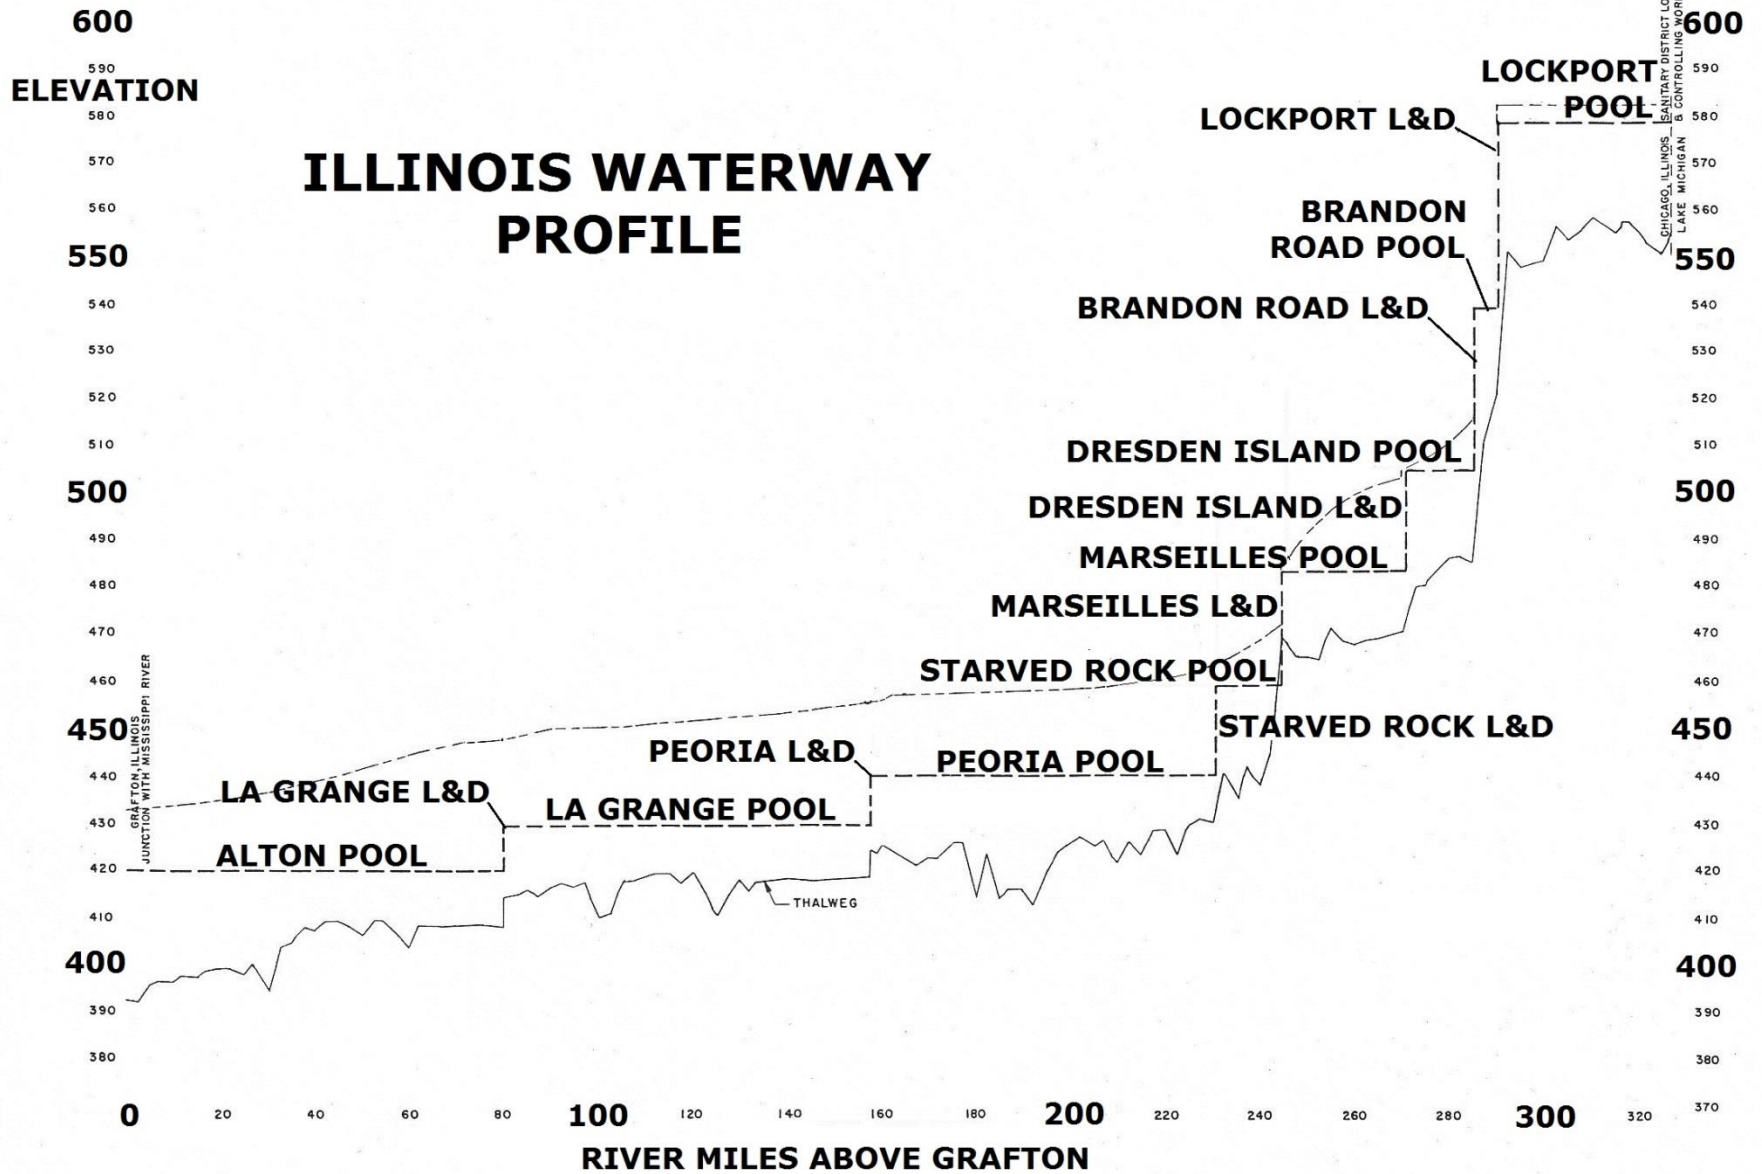 600
590
ELEVATION
580
570
560
550
540
530
520
510
500
490
480
470
460
450
440
430
420
410
400
390
380
ILLINOIS WATERWAY
PROFILE
GRAFTON, ILLINOIS
JUNCTION WITH MISSISSIPPI RIVER
LOCKPORT
POOL
LOCKPORT L&D
BRANDON
ROAD POOL
BRANDON ROAD L&D
DRESDEN ISLAND POOL
DRESDEN ISLAND L&D
MARSEILLES POOL
MARSEILLES L&D
STARVED ROCK POOL
STARVED ROCK L&D
PEORIA L&D
PEORIA POOL
LA GRANGE L&D
LA GRANGE POOL
ALTON POOL
THALWEG
CHICAGO, ILLINOIS SANITARY DISTRICT
LAKE MICHIGAN & CONTROLLING
600
590
580
570
560
550
540
530
520
510
500
490
480
470
460
450
440
430
420
410
400
390
380
370
0 20 40 60 80 100 120 140 160 180 200 220 240 260 280 300 320
RIVER MILES ABOVE GRAFTON